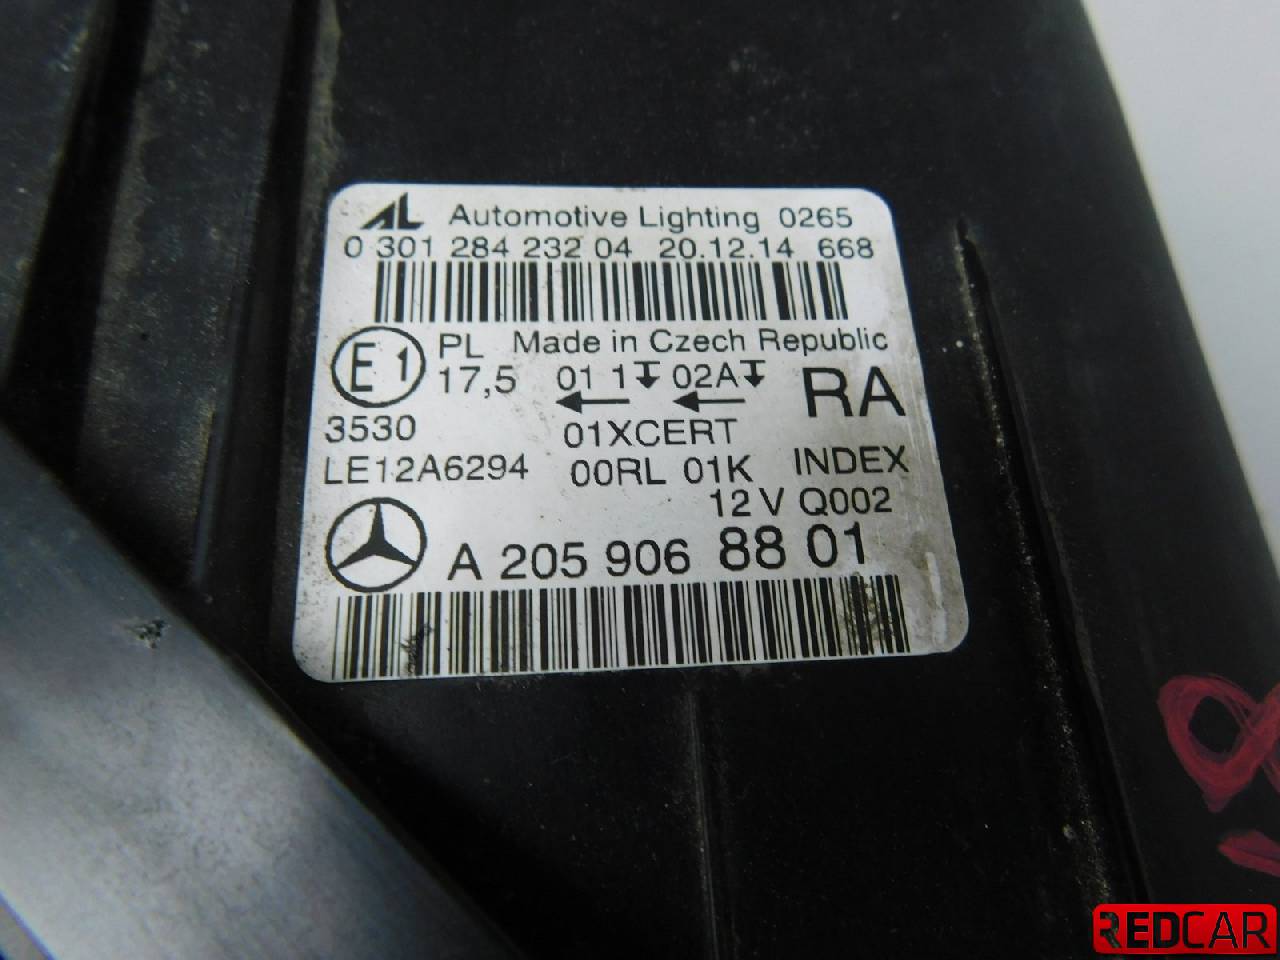 AL Automotive Lighting 0265
0 301 284 232 04 20.12.14 668
E1 PL Made in Czech Republic
17,5 01 1 02A RA
3530 01XCERT
LE12A6294 00RL 01K INDEX
12 V Q002
A 205 906 88 01
REDCAR